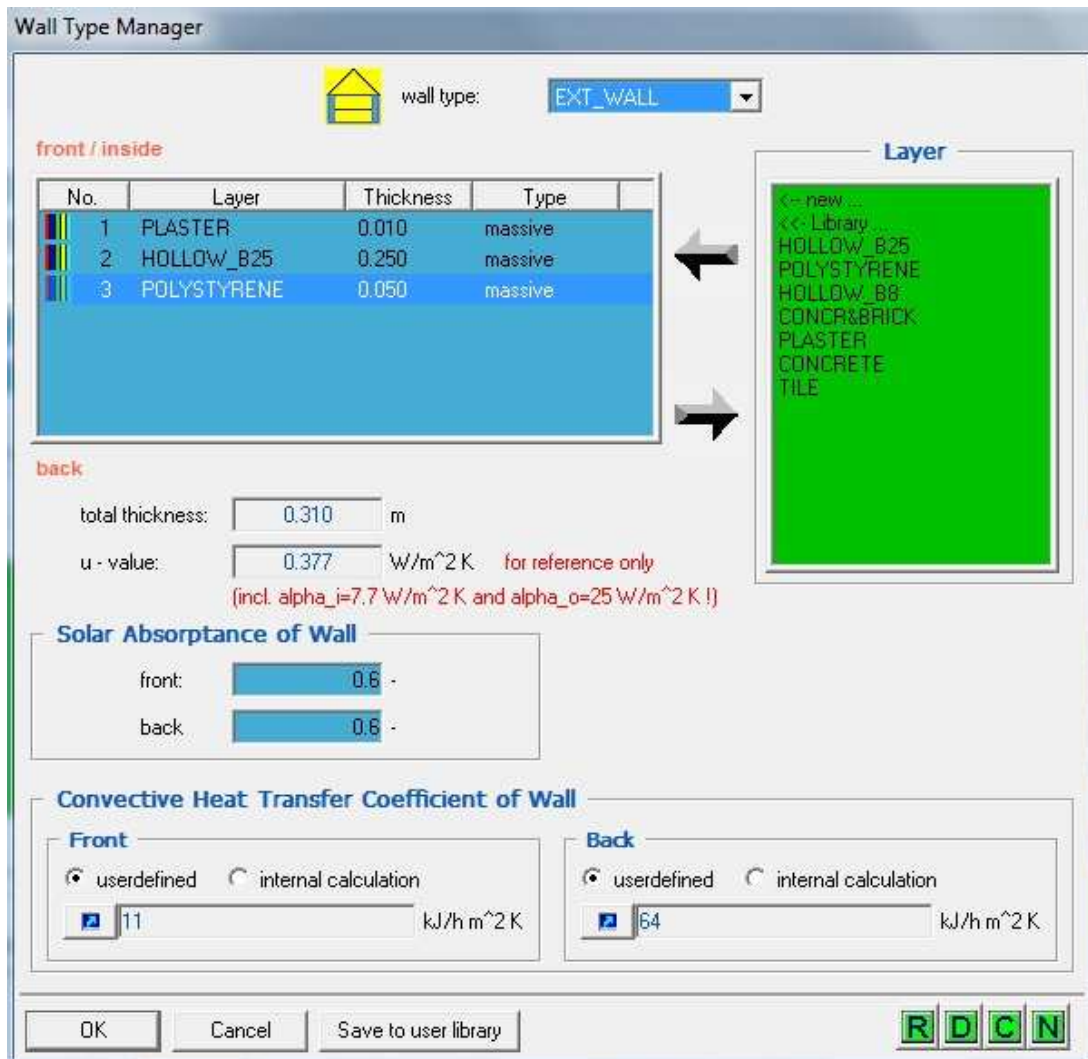 Wall Type Manager
wall type: EXT_WALL
front / inside
Layer
No. Layer Thickness Type
1 PLASTER 0.010 massive
2 HOLLOW_B25 0.250 massive
3 POLYSTYRENE 0.050 massive
<-- new ...
<<- Library ...
HOLLOW_B25
POLYSTYRENE
HOLLOW_B8
CONCR&BRICK
PLASTER
CONCRETE
TILE
back
total thickness: 0.310 m
u - value: 0.377 W/m^2 K for reference only
(incl. alpha_i=7.7 W/m^2 K and alpha_o=25 W/m^2 K !)
Solar Absorptance of Wall
front: 0.6 -
back 0.6 -
Convective Heat Transfer Coefficient of Wall
Front
userdefined internal calculation
11 kJ/h m^2 K
Back
userdefined internal calculation
64 kJ/h m^2 K
OK Cancel Save to user library R D C N